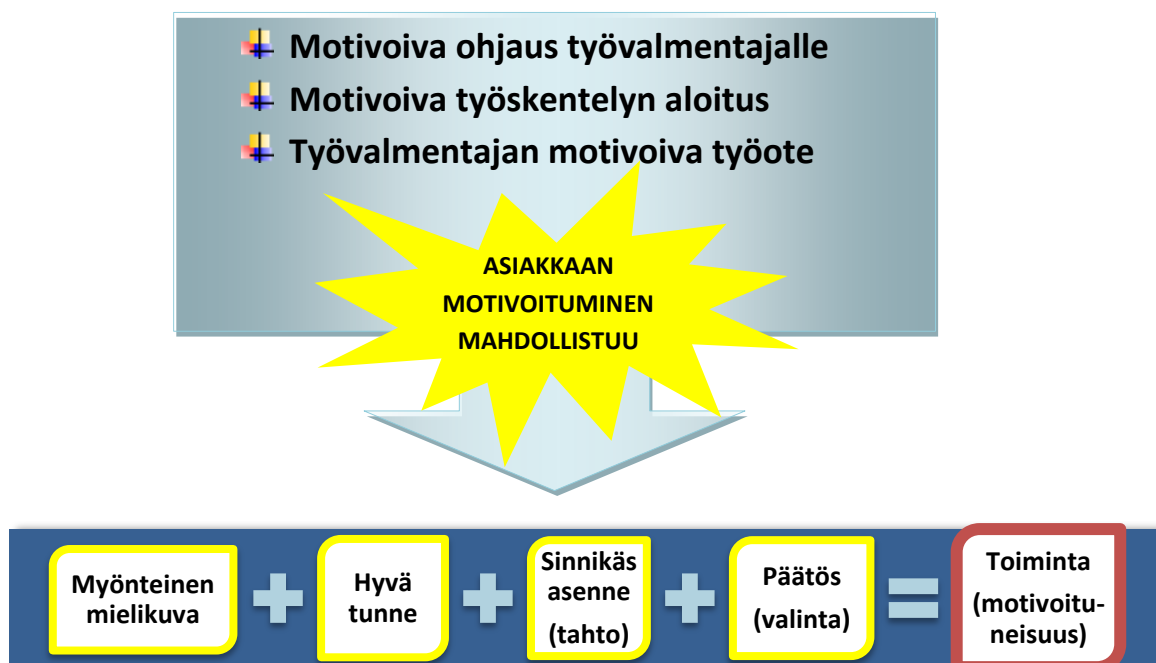 Motivoiva ohjaus työvalmentajalle
Motivoiva työskentelyn aloitus
Työvalmentajan motivoiva työote
ASIAKKAAN
MOTIVOITUMINEN
MAHDOLLISTUU
Myönteinen
mielikuva
+
Hyvä
tunne
+
Sinnikäs
asenne
(tahto)
+
Päätös
(valinta)
=
Toiminta
(motivoitu-
neisuus)